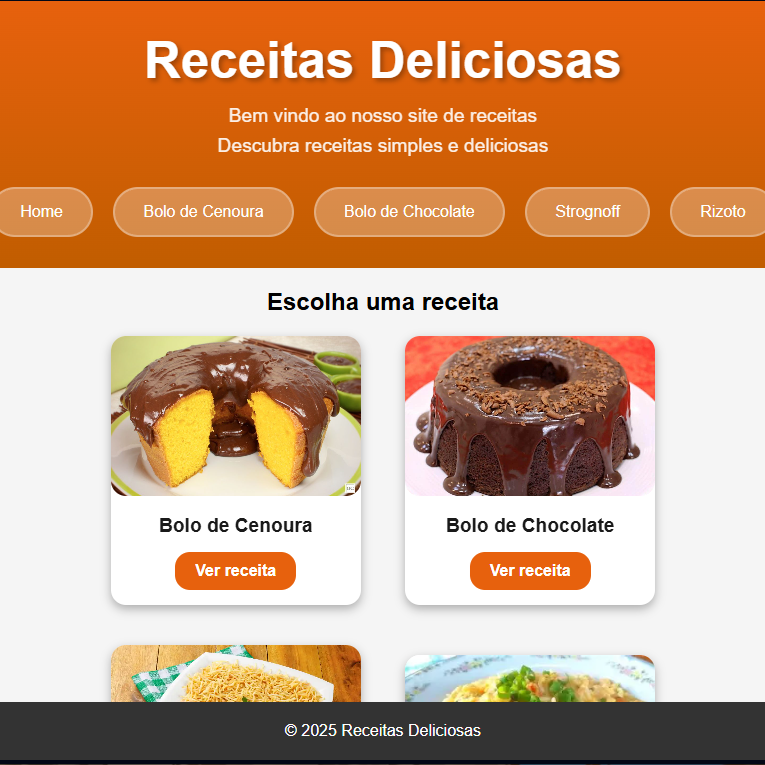 Receitas Deliciosas
Bem vindo ao nosso site de receitas
Descubra receitas simples e deliciosas
Home
Bolo de Cenoura
Bolo de Chocolate
Strognoff
Rizoto
Escolha uma receita
Bolo de Cenoura
Bolo de Chocolate
Ver receita
Ver receita
© 2025 Receitas Deliciosas